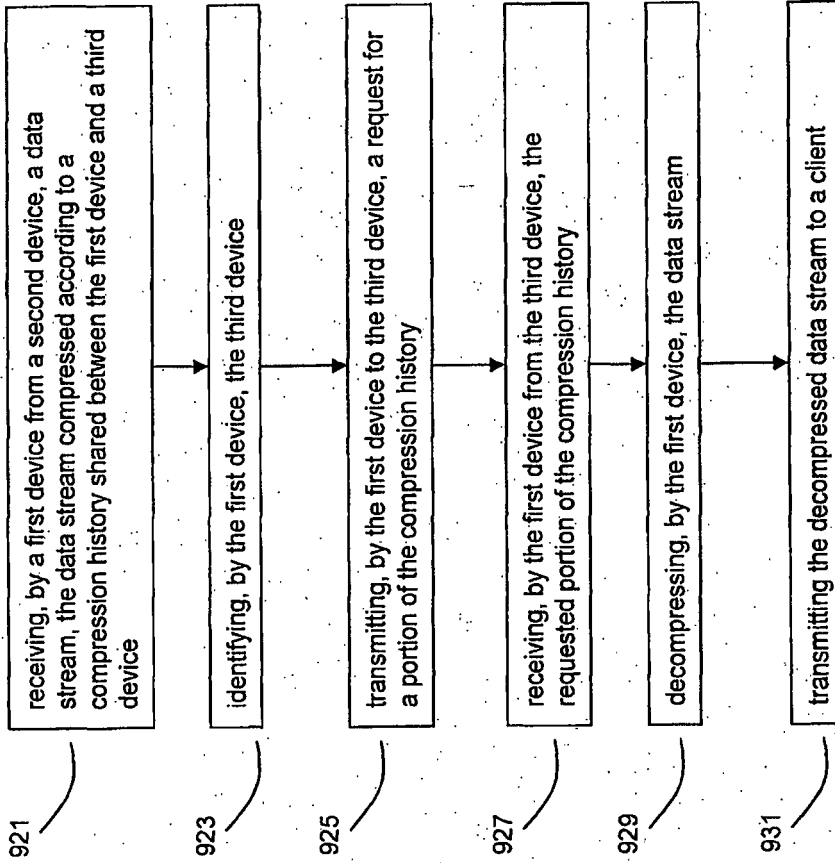 921
receiving, by a first device from a second device, a data
stream, the data stream compressed according to a
compression history shared between the first device and a third
device
923
identifying, by the first device, the third device
925
transmitting, by the first device to the third device, a request for
a portion of the compression history
927
receiving, by the first device from the third device, the
requested portion of the compression history
929
decompressing, by the first device, the data stream
931
transmitting the decompressed data stream to a client